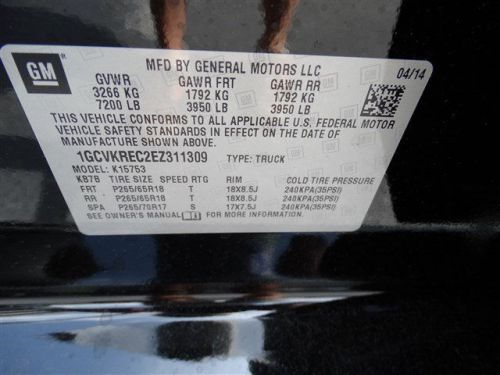 GM
MFD BY GENERAL MOTORS LLC
04/14
GVWR GAWR FRT GAWR RR
3266 KG 1792 KG 1792 KG
7200 LB 3950 LB 3950 LB
THIS VEHICLE CONFORMS TO ALL APPLICABLE U.S. FEDERAL MOTOR
VEHICLE SAFETY STANDARDS IN EFFECT ON THE DATE OF
MANUFACTURE SHOWN ABOVE.
1GCVKREC2EZ311309 TYPE: TRUCK
MODEL: K15753
KB76 TIRE SIZE SPEED RTG RIM COLD TIRE PRESSURE
FRT P265/65R18 T 18X8.5J 240KPA(35PSI)
RR P265/65R18 T 18X8.5J 240KPA(35PSI)
SPA P265/70R17 S 17X7.5J 240KPA(35PSI)
SEE OWNER'S MANUAL FOR MORE INFORMATION